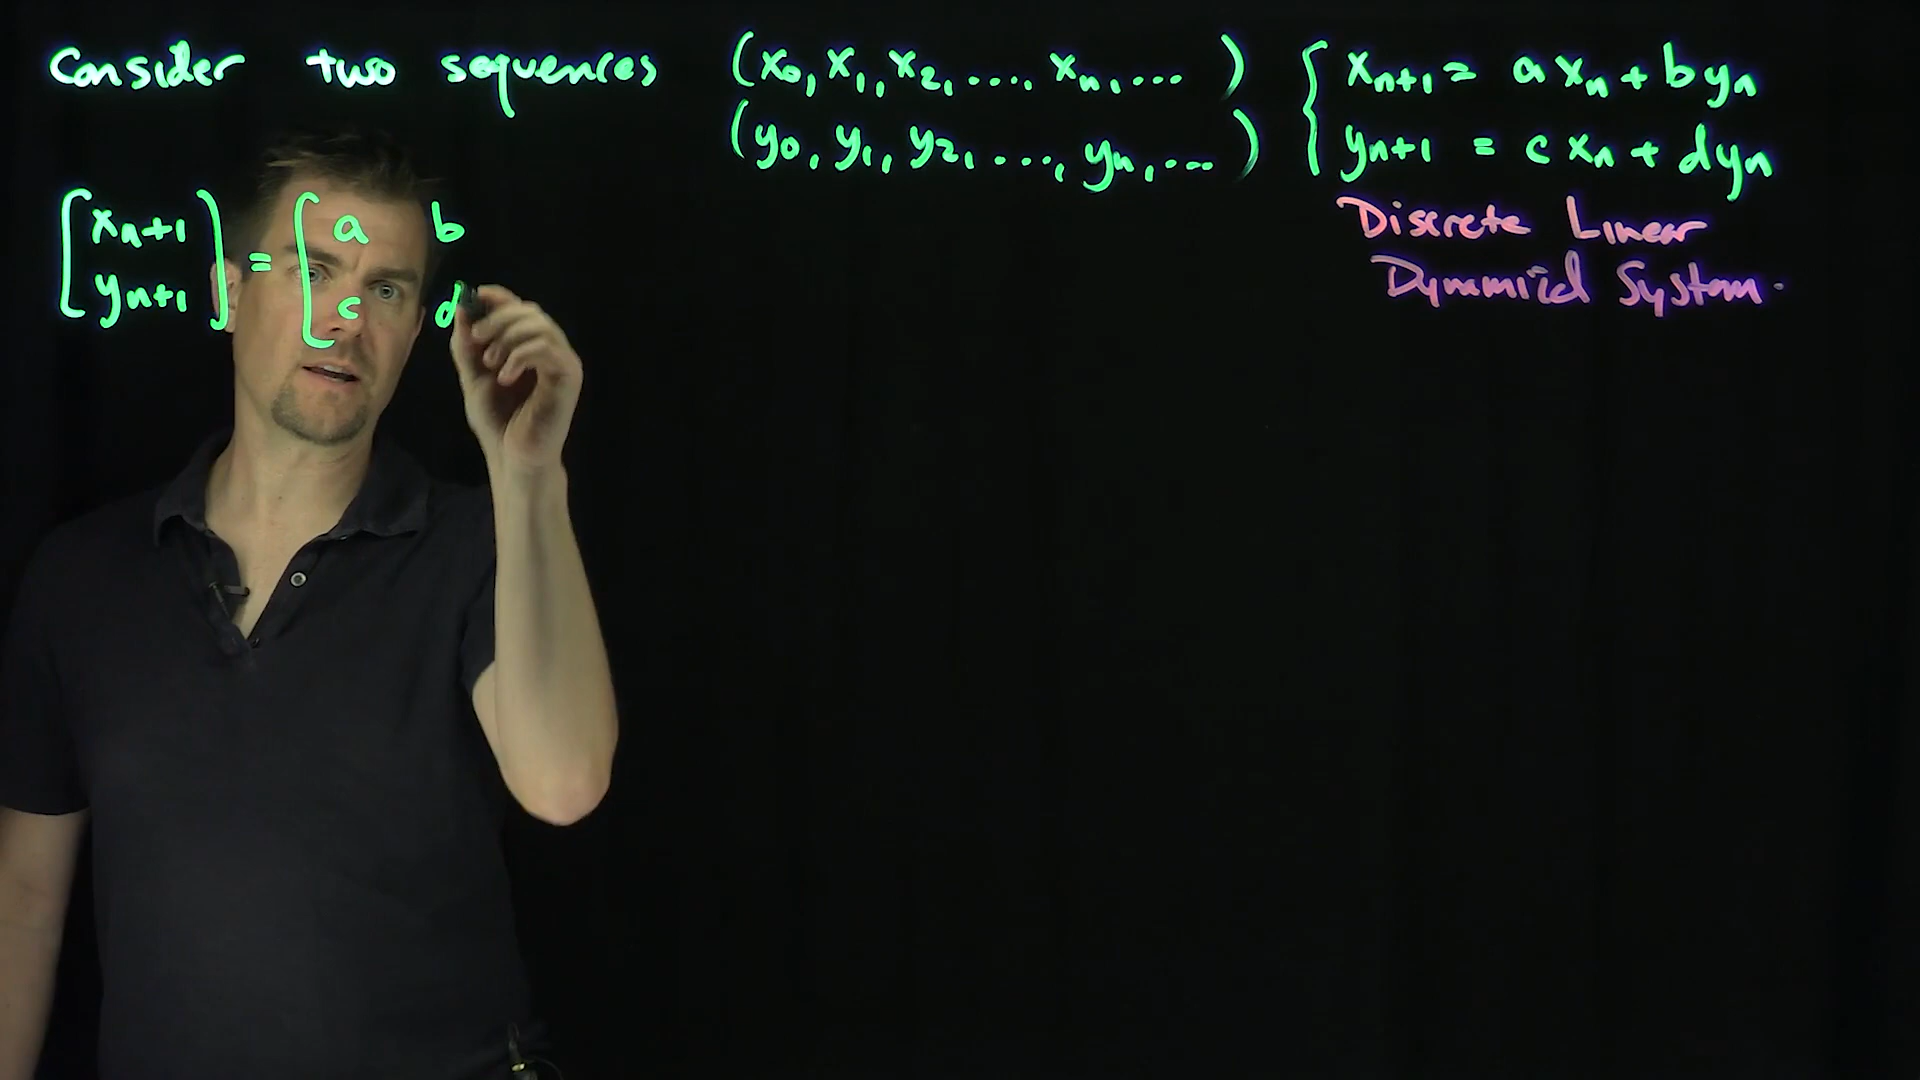 Consider two sequences (x₀, x₁, x₂, ...., xₙ, ... )
(y₀, y₁, y₂, ...., yₙ, ... )
{ xₙ₊₁ = a xₙ + b yₙ
yₙ₊₁ = c xₙ + d yₙ
Discrete Linear
Dynamicl System.
[ xₙ₊₁ ] = [ a b
[ yₙ₊₁ ] [ c d